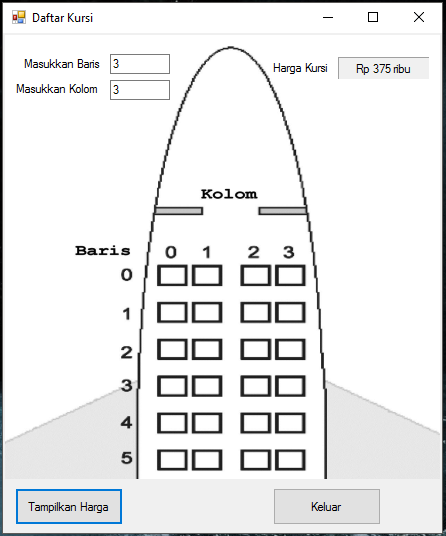 Daftar Kursi
Masukkan Baris 3
Masukkan Kolom 3
Harga Kursi Rp 375 ribu
Kolom
Baris 0 1 2 3
0
1
2
3
4
5
Tampilkan Harga Keluar